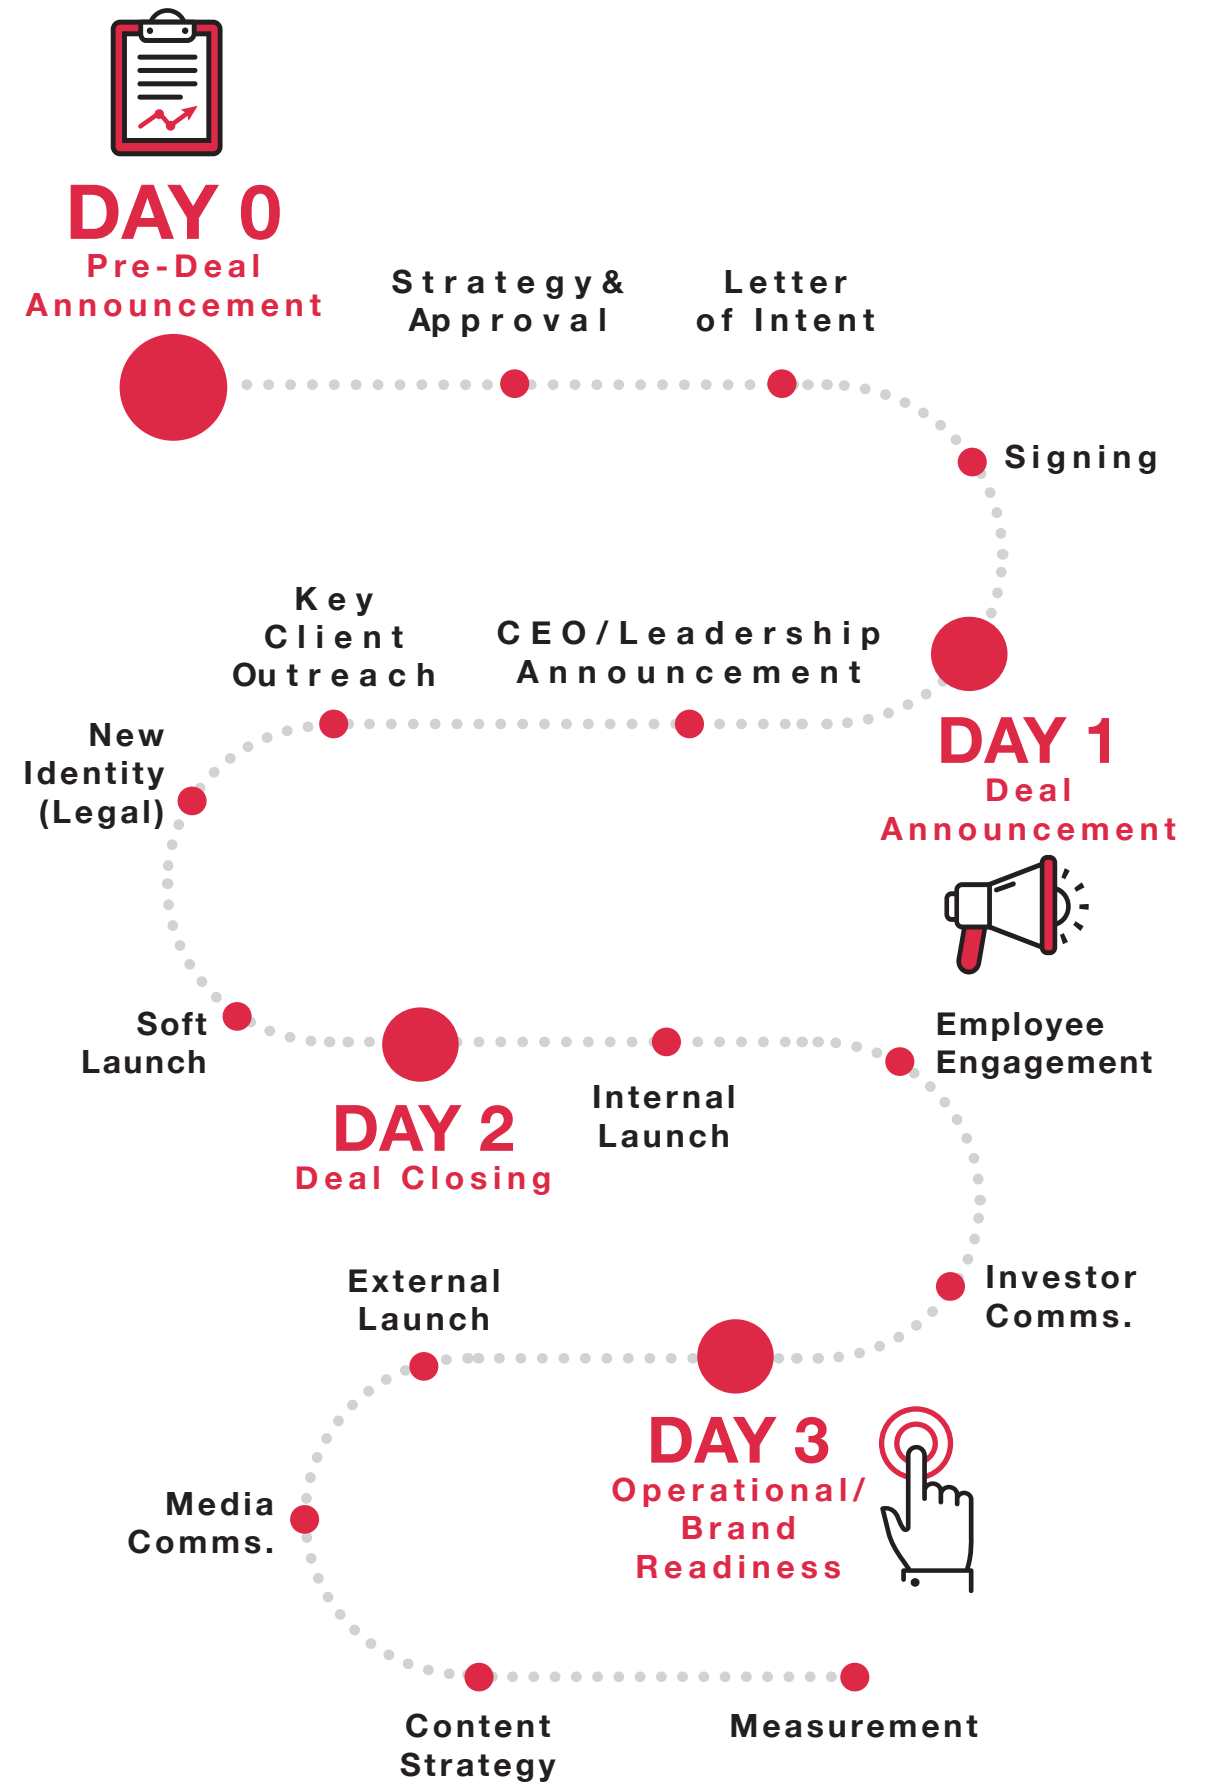 DAY 0
Pre-Deal
Announcement
Strategy &
Approval
Letter
of Intent
Signing
DAY 1
Deal
Announcement
CEO/Leadership
Announcement
Key
Client
Outreach
New
Identity
(Legal)
Soft
Launch
DAY 2
Deal Closing
Internal
Launch
Employee
Engagement
Investor
Comms.
DAY 3
Operational/
Brand
Readiness
External
Launch
Media
Comms.
Content
Strategy
Measurement